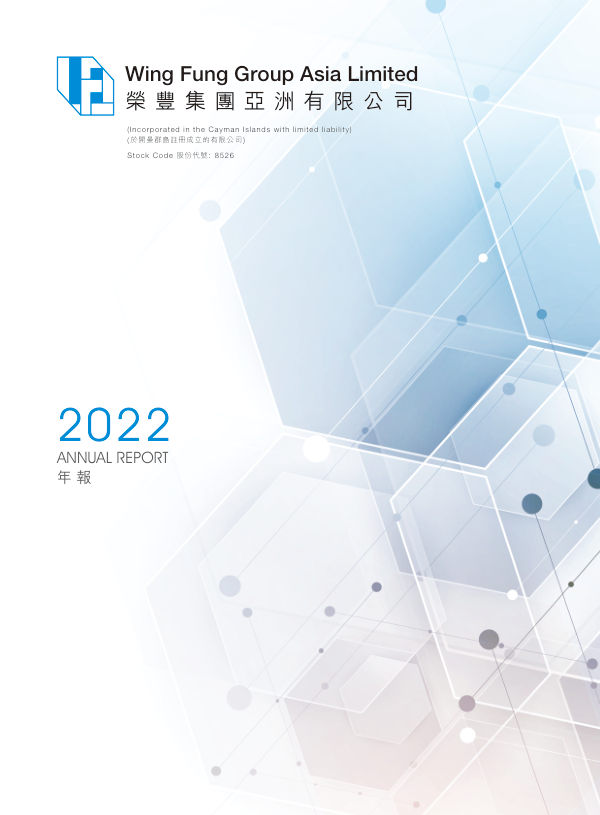 Wing Fung Group Asia Limited
榮豐集團亞洲有限公司
(Incorporated in the Cayman Islands with limited liability)
(於開曼群島註冊成立的有限公司)
Stock Code 股份代號: 8526
2022
ANNUAL REPORT
年報